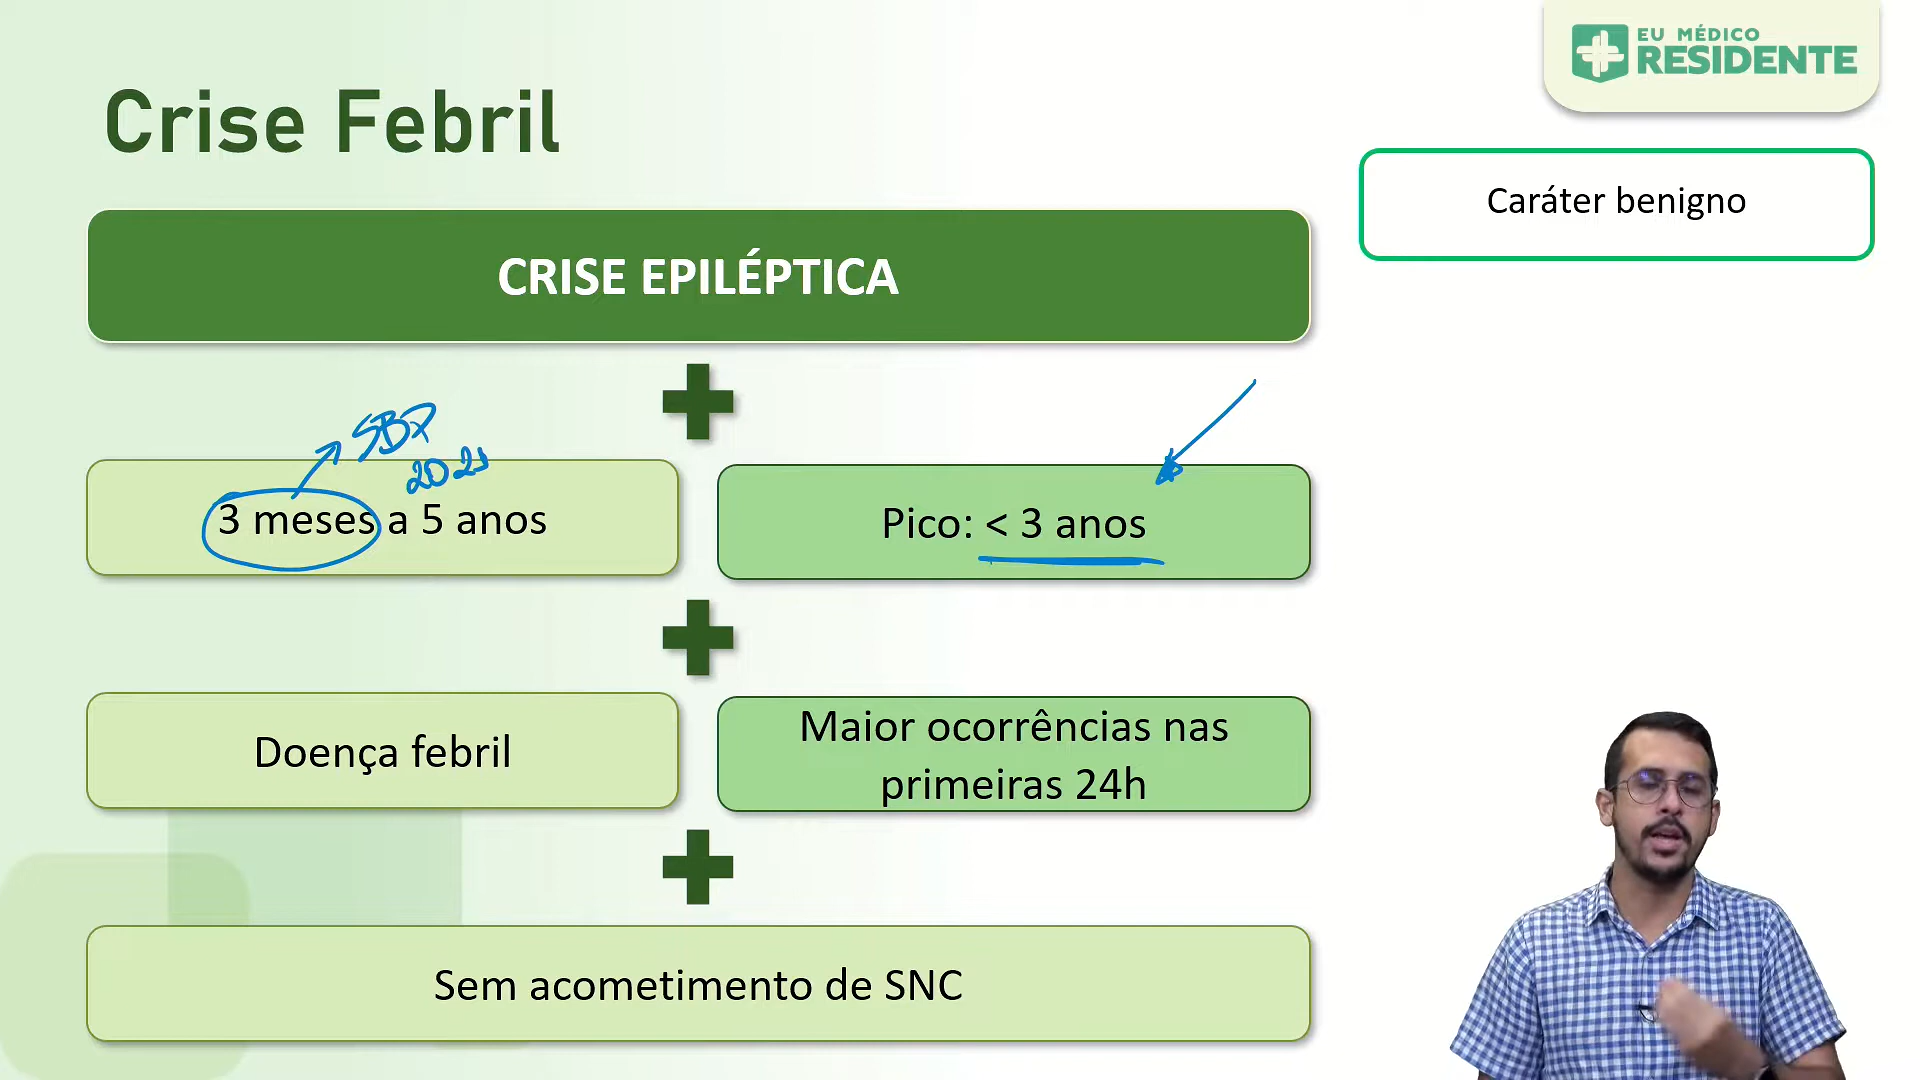 EU MÉDICO
RESIDENTE
Crise Febril
Caráter benigno
CRISE EPILÉPTICA
SBP
2021
3 meses a 5 anos
Pico: < 3 anos
Doença febril
Maior ocorrências nas
primeiras 24h
Sem acometimento de SNC